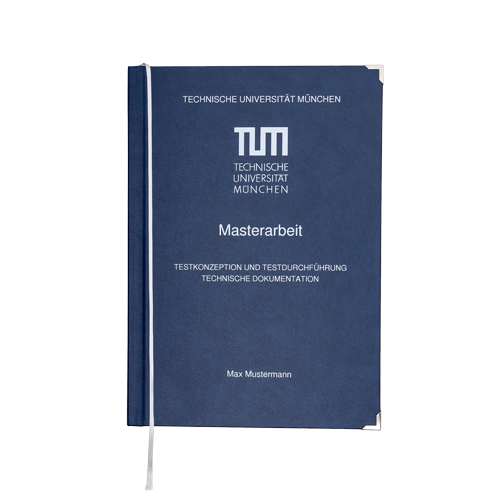 TECHNISCHE UNIVERSITÄT MÜNCHEN
TUM
TECHNISCHE
UNIVERSITÄT
MÜNCHEN
Masterarbeit
TESTKONZEPTION UND TESTDURCHFÜHRUNG
TECHNISCHE DOKUMENTATION
Max Mustermann